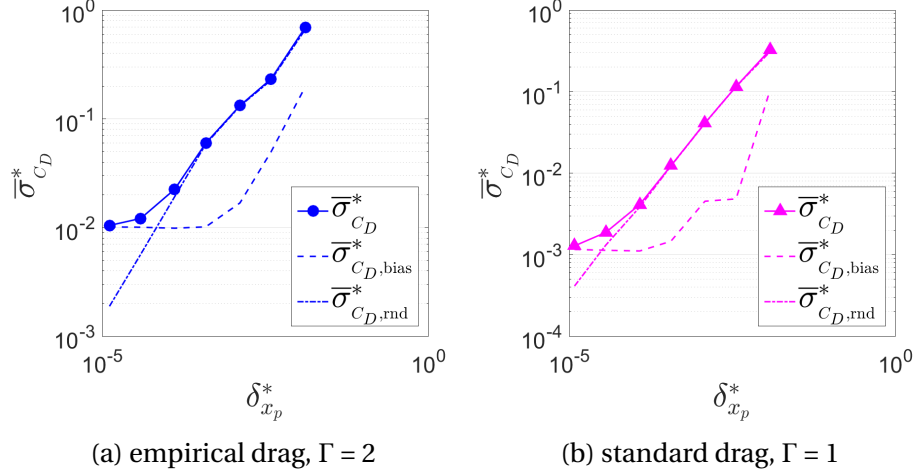 10^0
10^-1
10^-2
10^-3
σ̅*_{C_D}
σ̅*_{C_D}
σ̅*_{C_D,bias}
σ̅*_{C_D,rnd}
10^-5
10^0
δ*_{x_p}
(a) empirical drag, Γ = 2
10^0
10^-1
10^-2
10^-3
10^-4
σ̅*_{C_D}
σ̅*_{C_D}
σ̅*_{C_D,bias}
σ̅*_{C_D,rnd}
10^-5
10^0
δ*_{x_p}
(b) standard drag, Γ = 1